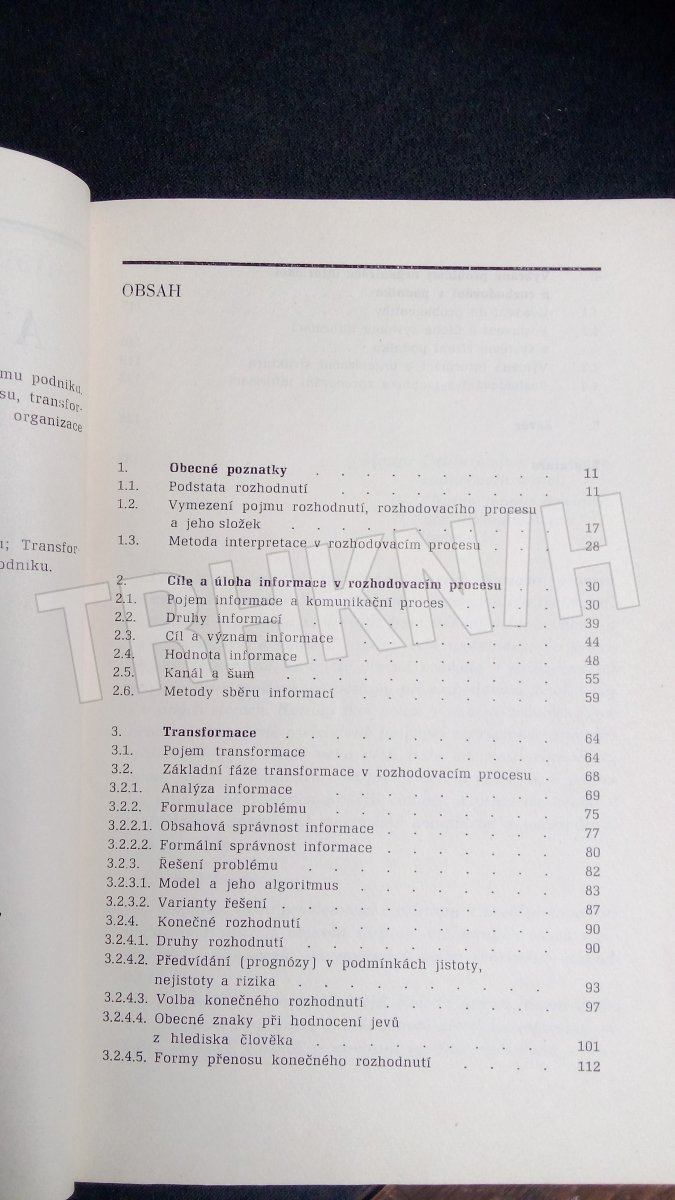 mu podniku,
su, transfor-
organizace
u; Transfor-
odniku.
OBSAH
1. Obecné poznatky . . . . . . . . . 11
1.1. Podstata rozhodnutí . . . . . . . . 11
1.2. Vymezení pojmu rozhodnutí, rozhodovacího procesu
a jeho složek . . . . . . . . . . 17
1.3. Metoda interpretace v rozhodovacím procesu . . . 28
2. Cíle a úloha informace v rozhodovacím procesu . . 30
2.1. Pojem informace a komunikační proces . . . . 30
2.2. Druhy informací . . . . . . . . . 39
2.3. Cíl a význam informace . . . . . . . 44
2.4. Hodnota informace . . . . . . . . . 48
2.5. Kanál a šum . . . . . . . . . . 55
2.6. Metody sběru informací . . . . . . . 59
3. Transformace . . . . . . . . . . 64
3.1. Pojem transformace . . . . . . . . 64
3.2. Základní fáze transformace v rozhodovacím procesu . 68
3.2.1. Analýza informace . . . . . . . . 69
3.2.2. Formulace problému . . . . . . . . 75
3.2.2.1. Obsahová správnost informace . . . . . . 77
3.2.2.2. Formální správnost informace . . . . . . 80
3.2.3. Řešení problému . . . . . . . . . 82
3.2.3.1. Model a jeho algoritmus . . . . . . . 83
3.2.3.2. Varianty řešení . . . . . . . . . . 87
3.2.4. Konečné rozhodnutí . . . . . . . . 90
3.2.4.1. Druhy rozhodnutí . . . . . . . . . 90
3.2.4.2. Předvídání (prognózy) v podmínkách jistoty,
nejistoty a rizika . . . . . . . . . 93
3.2.4.3. Volba konečného rozhodnutí . . . . . . . 97
3.2.4.4. Obecné znaky při hodnocení jevů
z hlediska člověka . . . . . . . . . 101
3.2.4.5. Formy přenosu konečného rozhodnutí . . . . 112
TRHKNIH